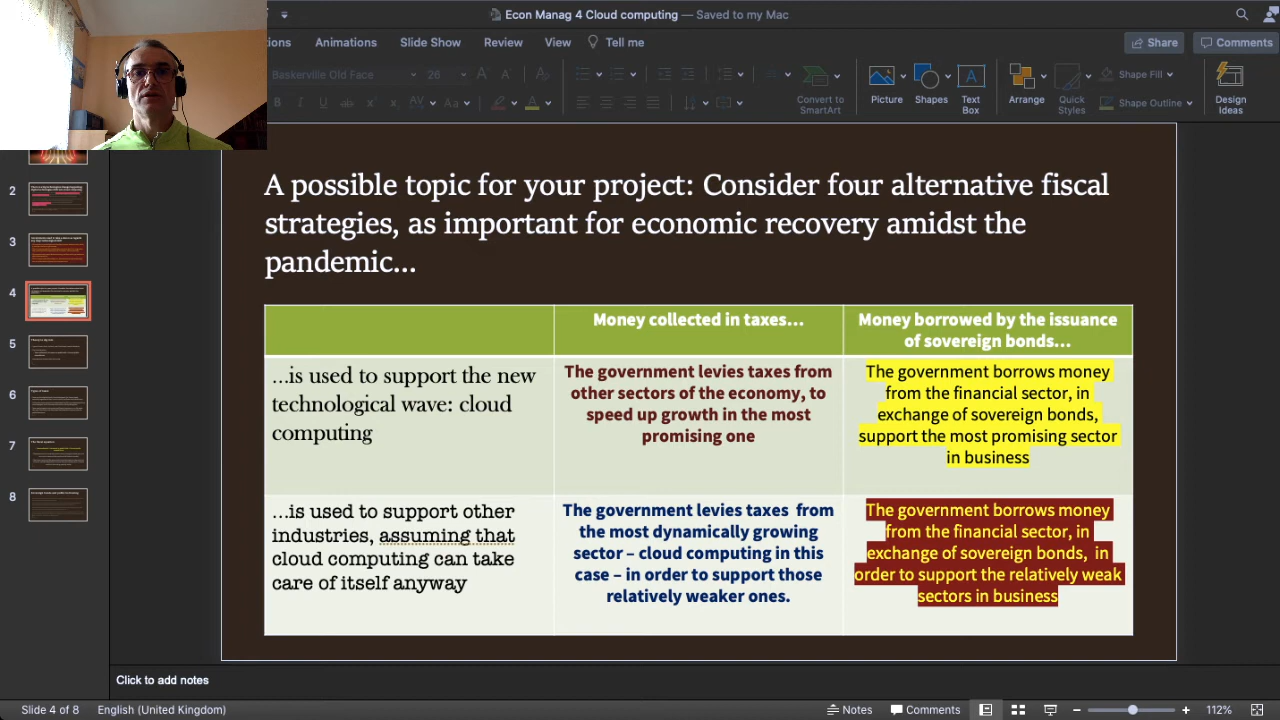 Econ Manag 4 Cloud computing — Saved to my Mac
tions Animations Slide Show Review View Tell me
Share Comments
Baskerville Old Face 26
Convert to
SmartArt
Picture
Shapes
Text
Box
Arrange
Quick
Styles
Shape Fill
Shape Outline
Design
Ideas
A possible topic for your project: Consider four alternative fiscal
strategies, as important for economic recovery amidst the
pandemic...
Money collected in taxes...
Money borrowed by the issuance
of sovereign bonds...
...is used to support the new
technological wave: cloud
computing
The government levies taxes from
other sectors of the economy, to
speed up growth in the most
promising one
The government borrows money
from the financial sector, in
exchange of sovereign bonds,
support the most promising sector
in business
...is used to support other
industries, assuming that
cloud computing can take
care of itself anyway
The government levies taxes from
the most dynamically growing
sector – cloud computing in this
case – in order to support those
relatively weaker ones.
The government borrows money
from the financial sector, in
exchange of sovereign bonds, in
order to support the relatively weak
sectors in business
2
3
4
5
6
7
8
Click to add notes
Slide 4 of 8 English (United Kingdom) Notes Comments 112%